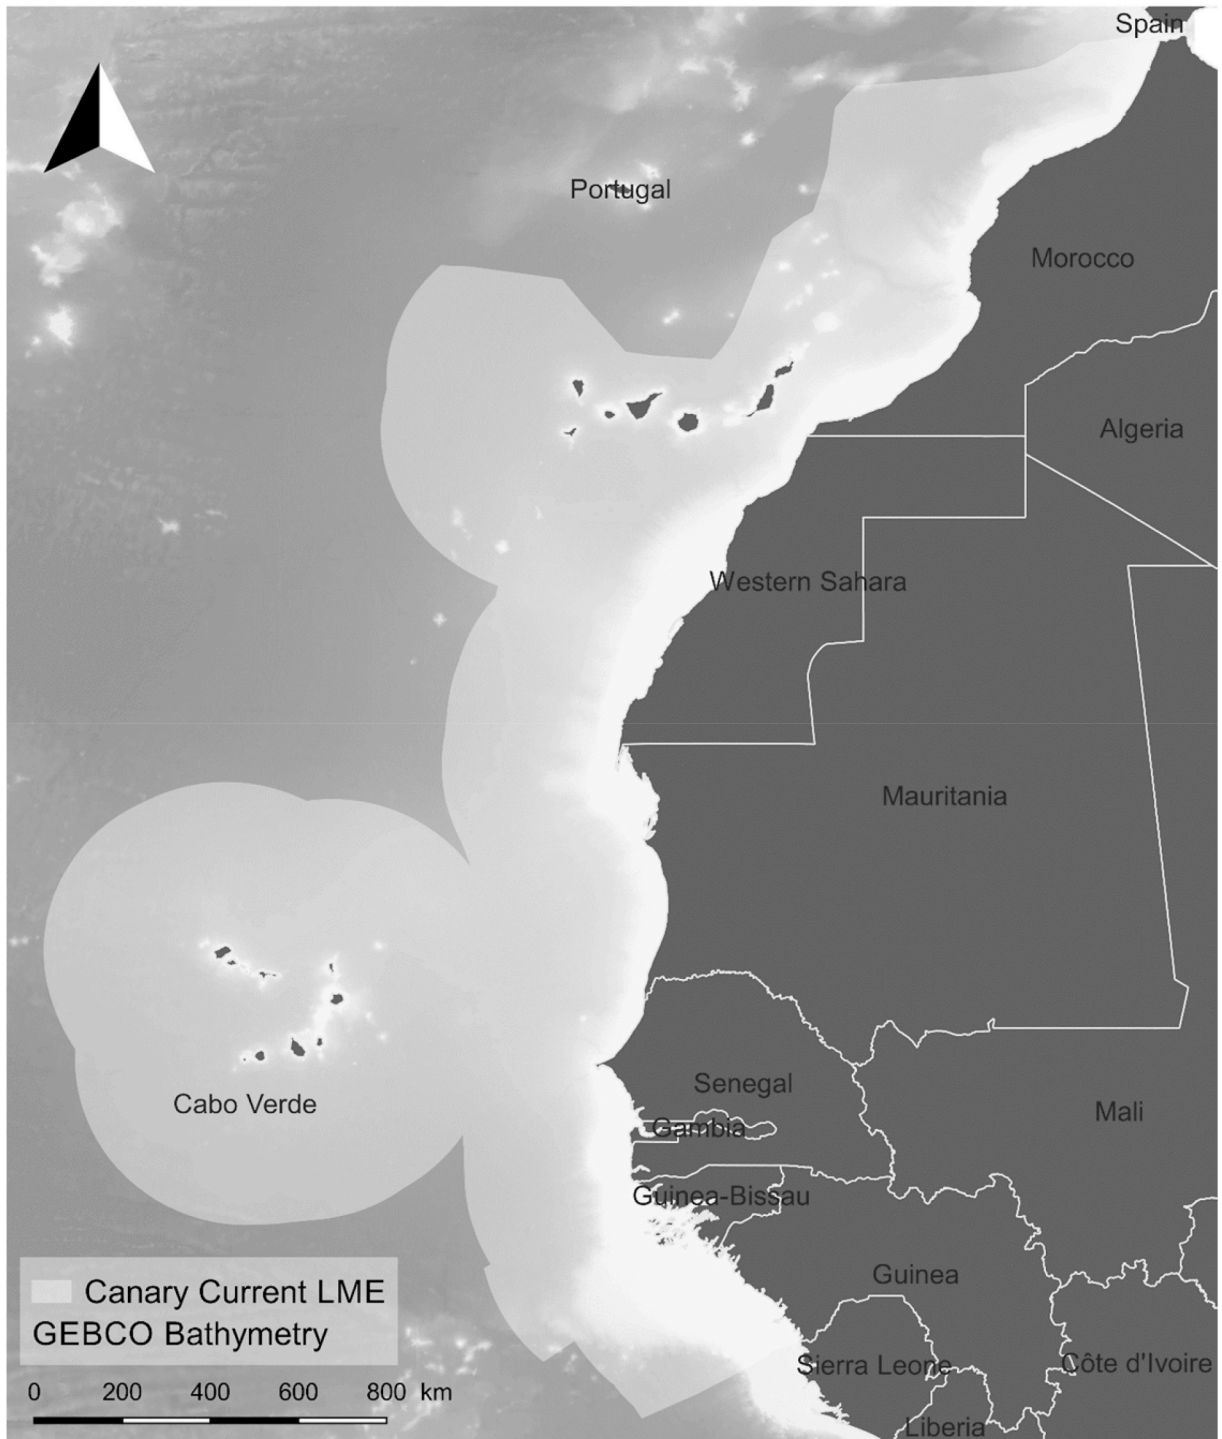 Spain
Portugal
Morocco
Algeria
Western Sahara
Mauritania
Senegal
Cabo Verde
Mali
Gambia
Guinea-Bissau
Guinea
Sierra Leone
Côte d'Ivoire
Liberia
Canary Current LME
GEBCO Bathymetry
0 200 400 600 800 km